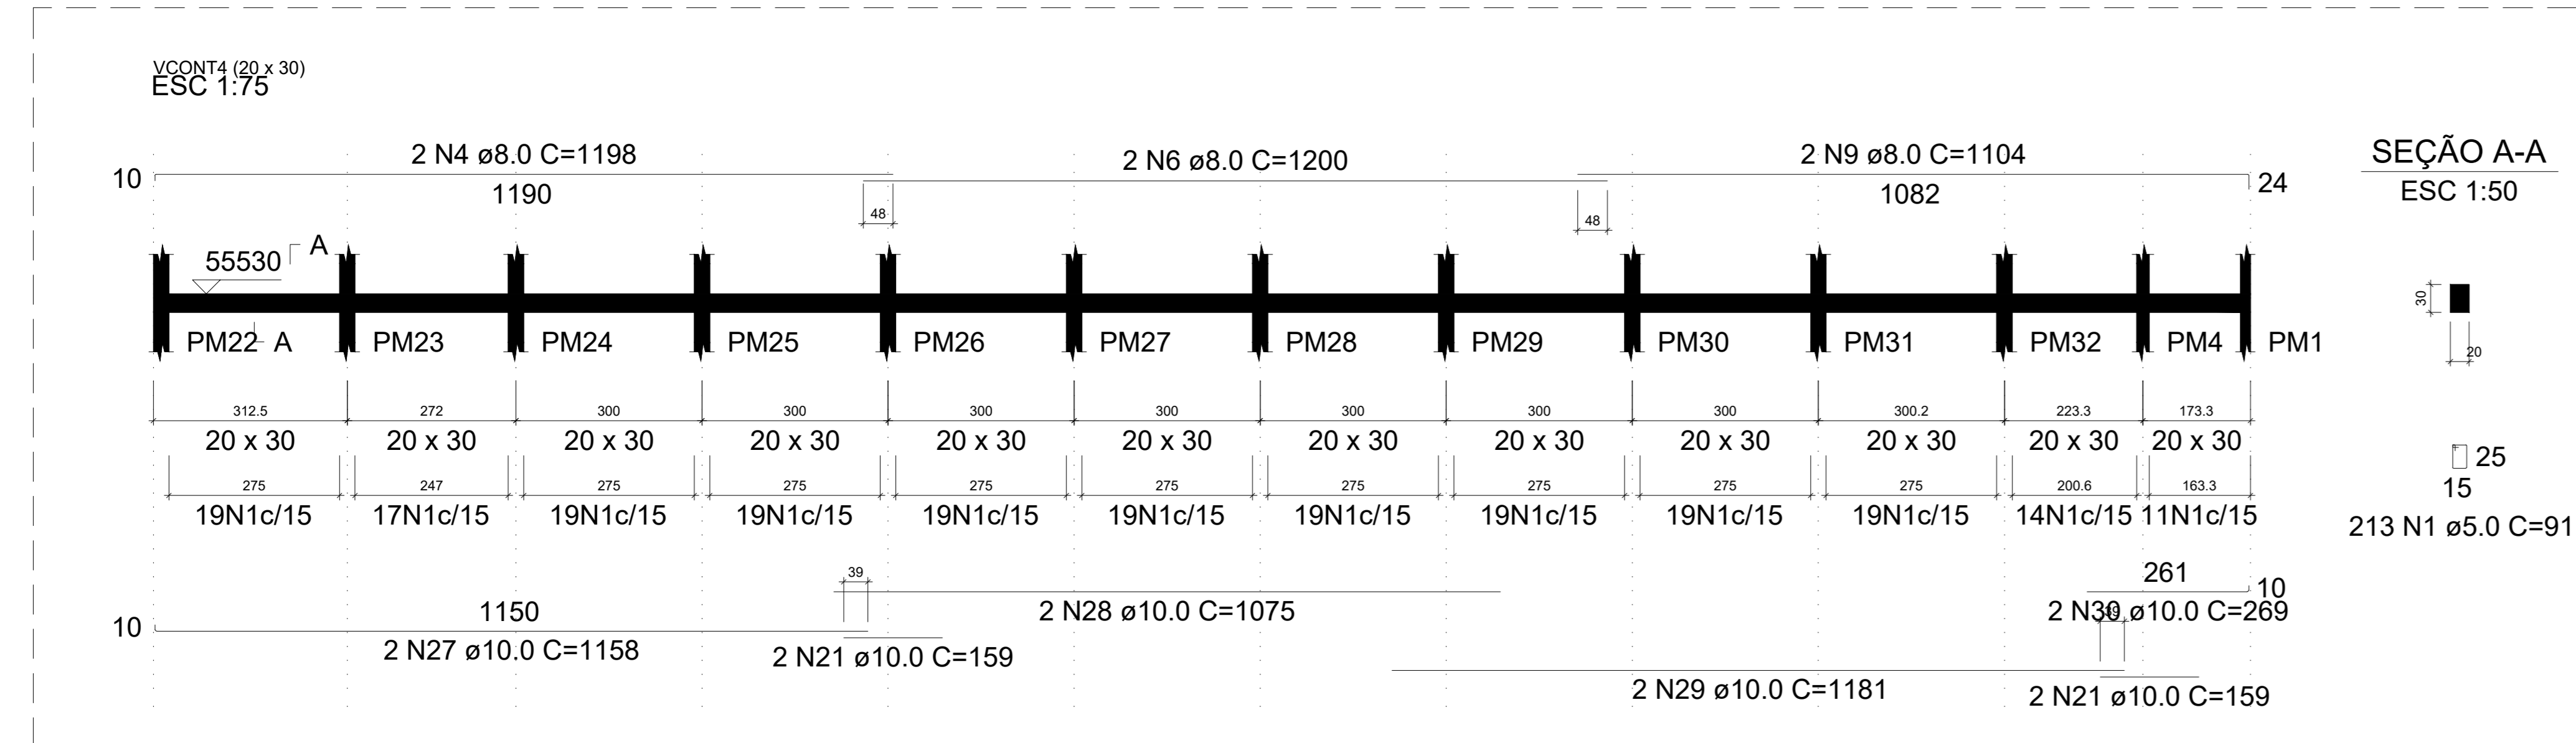 VCONT4 (20 x 30)
ESC 1:75
2 N4 ø8.0 C=1198
2 N6 ø8.0 C=1200
2 N9 ø8.0 C=1104
SEÇÃO A-A
10
1190
1082
24
ESC 1:50
48
48
55530
A
30
PM22
A
PM23
PM24
PM25
PM26
PM27
PM28
PM29
PM30
PM31
PM32
PM4
PM1
20
312.5
272
300
300
300
300
300
300
300
300.2
223.3
173.3
20 x 30
20 x 30
20 x 30
20 x 30
20 x 30
20 x 30
20 x 30
20 x 30
20 x 30
20 x 30
20 x 30
20 x 30
25
275
247
275
275
275
275
275
275
275
275
200.6
163.3
15
19N1c/15
17N1c/15
19N1c/15
19N1c/15
19N1c/15
19N1c/15
19N1c/15
19N1c/15
19N1c/15
19N1c/15
14N1c/15
11N1c/15
213 N1 ø5.0 C=91
39
261
10
1150
2 N28 ø10.0 C=1075
2 N30 ø10.0 C=269
39
10
2 N27 ø10.0 C=1158
2 N21 ø10.0 C=159
2 N29 ø10.0 C=1181
2 N21 ø10.0 C=159